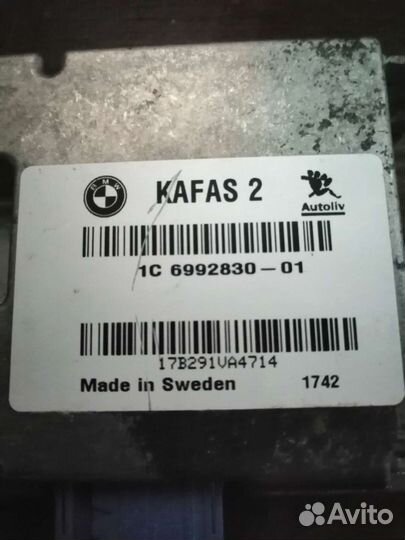 BMW
KAFAS 2
Autoliv
1C 6992830-01
17B291VA4714
Made in Sweden 1742
Avito